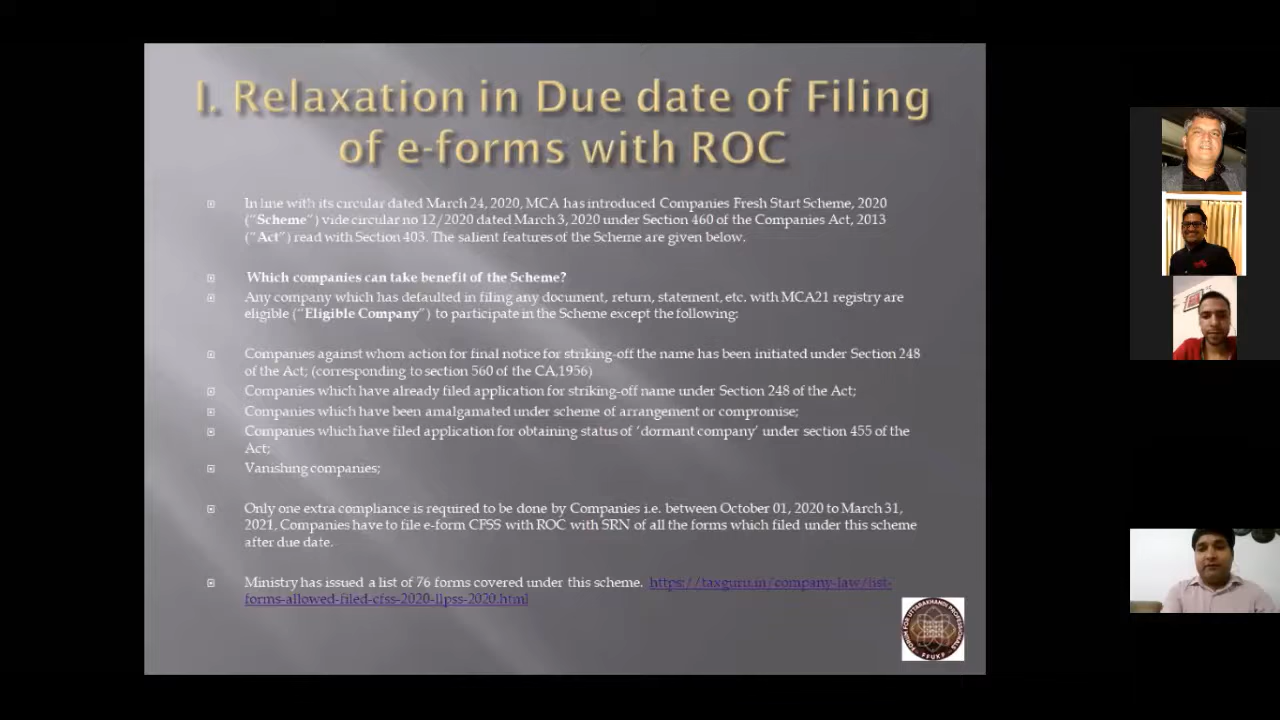 I. Relaxation in Due date of Filing
of e-forms with ROC
In line with its circular dated March 24, 2020, MCA has introduced Companies Fresh Start Scheme, 2020
("Scheme") vide circular no 12/2020 dated March 3, 2020 under Section 460 of the Companies Act, 2013
("Act") read with Section 403. The salient features of the Scheme are given below.
Which companies can take benefit of the Scheme?
Any company which has defaulted in filing any document, return, statement, etc. with MCA21 registry are
eligible ("Eligible Company") to participate in the Scheme except the following:
Companies against whom action for final notice for striking-off the name has been initiated under Section 248
of the Act; (corresponding to section 560 of the CA,1956)
Companies which have already filed application for striking-off name under Section 248 of the Act;
Companies which have been amalgamated under scheme of arrangement or compromise;
Companies which have filed application for obtaining status of 'dormant company' under section 455 of the
Act;
Vanishing companies;
Only one extra compliance is required to be done by Companies i.e. between October 01, 2020 to March 31,
2021, Companies have to file e-form CFSS with ROC with SRN of all the forms which filed under this scheme
after due date.
Ministry has issued a list of 76 forms covered under this scheme. https://taxguru.in/company-law/list-
forms-allowed-filed-cfss-2020-llpss-2020.html
FORUM FOR UTTARAKHANDI PROFESSIONALS
FFUKP